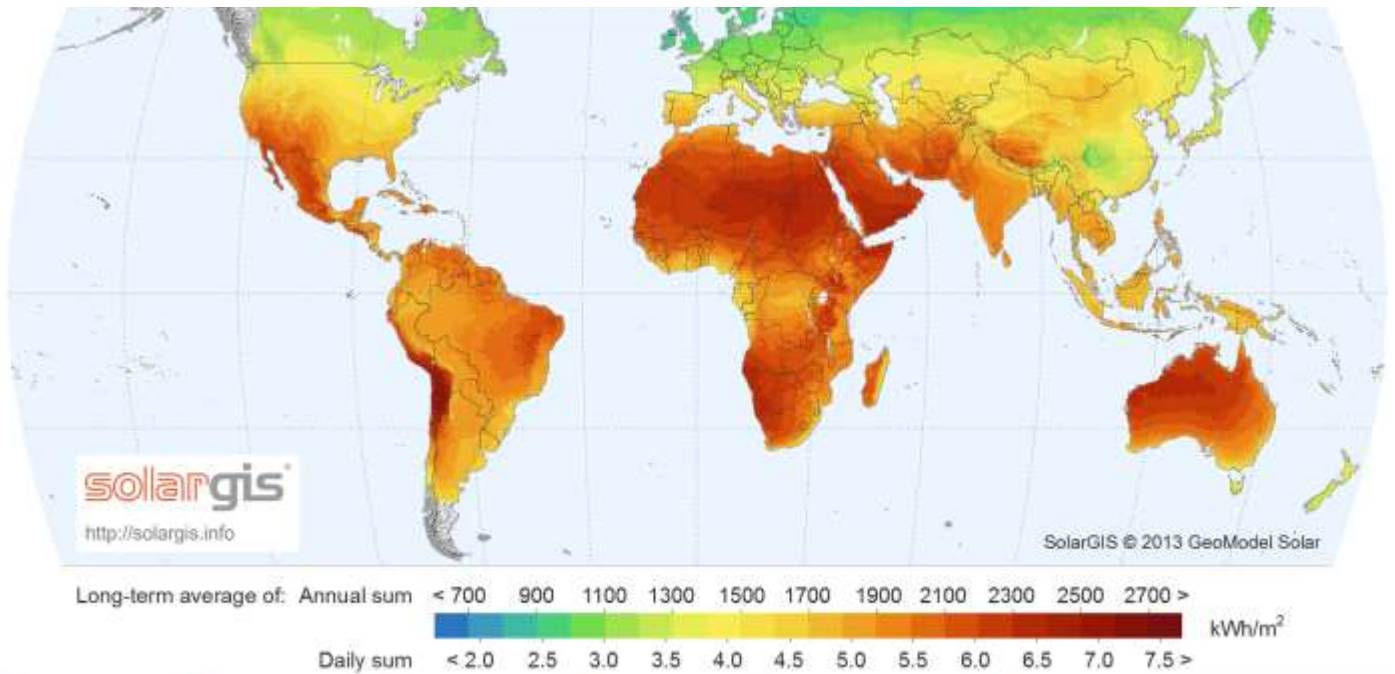 solargis
http://solargis.info
SolarGIS © 2013 GeoModel Solar
Long-term average of: Annual sum < 700 900 1100 1300 1500 1700 1900 2100 2300 2500 2700 >
kWh/m²
Daily sum < 2.0 2.5 3.0 3.5 4.0 4.5 5.0 5.5 6.0 6.5 7.0 7.5 >